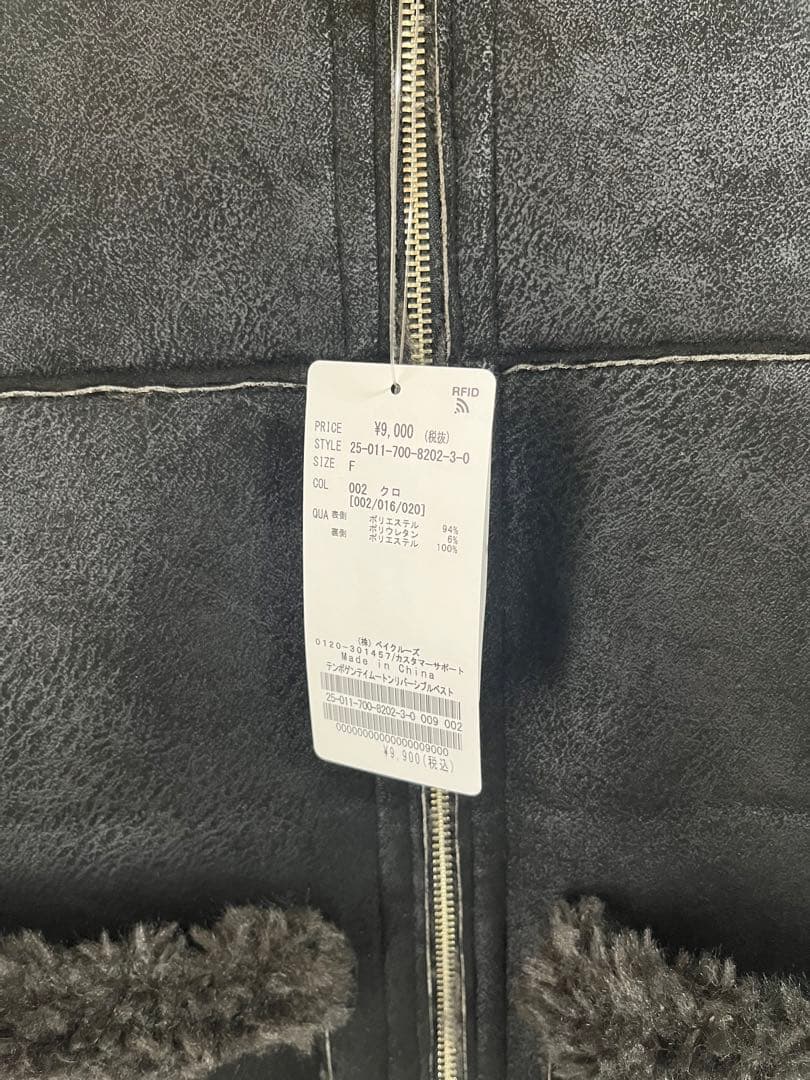 RFID
PRICE ¥9,000 (税抜)
STYLE 25-011-700-8202-3-0
SIZE F
COL 002 クロ
[002/016/020]
QUA 表側 ポリエステル 94%
ポリウレタン 6%
裏側 ポリエステル 100%
(株)ベイクルーズ
0120-301457/カスタマーサポート
Made in China
テンポゲンテイムートンリバーシブルベスト
25-011-700-8202-3-0 009 002
0000000000000000009000
¥9,900(税込)